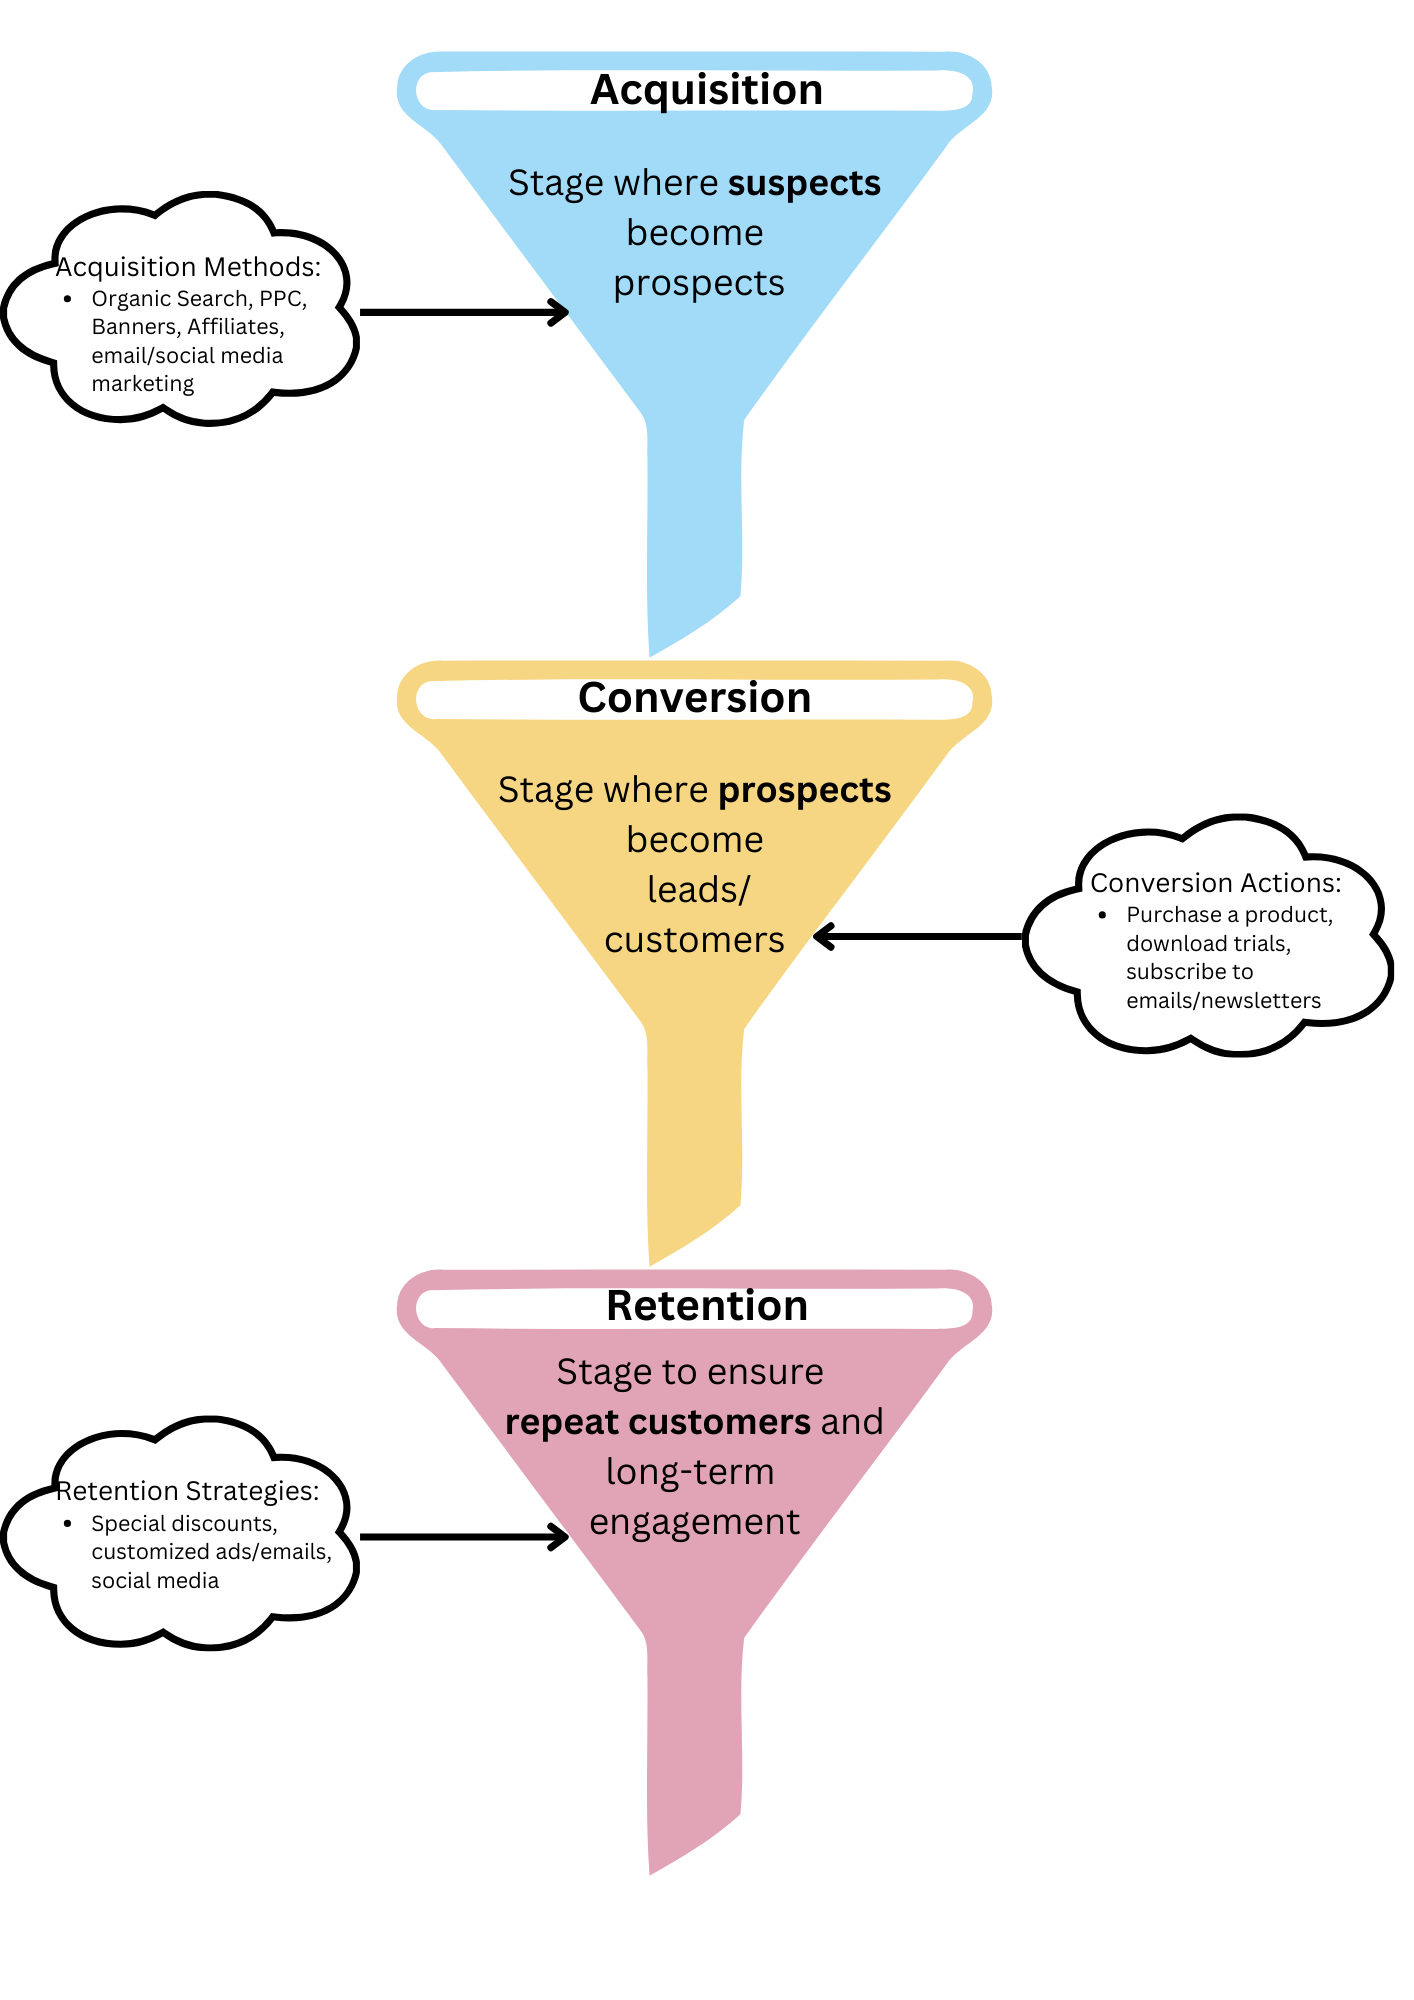 Acquisition
Stage where suspects
become
prospects
Acquisition Methods:
• Organic Search, PPC,
Banners, Affiliates,
email/social media
marketing
Conversion
Stage where prospects
become
leads/
customers
Conversion Actions:
• Purchase a product,
download trials,
subscribe to
emails/newsletters
Retention
Stage to ensure
repeat customers and
long-term
engagement
Retention Strategies:
• Special discounts,
customized ads/emails,
social media